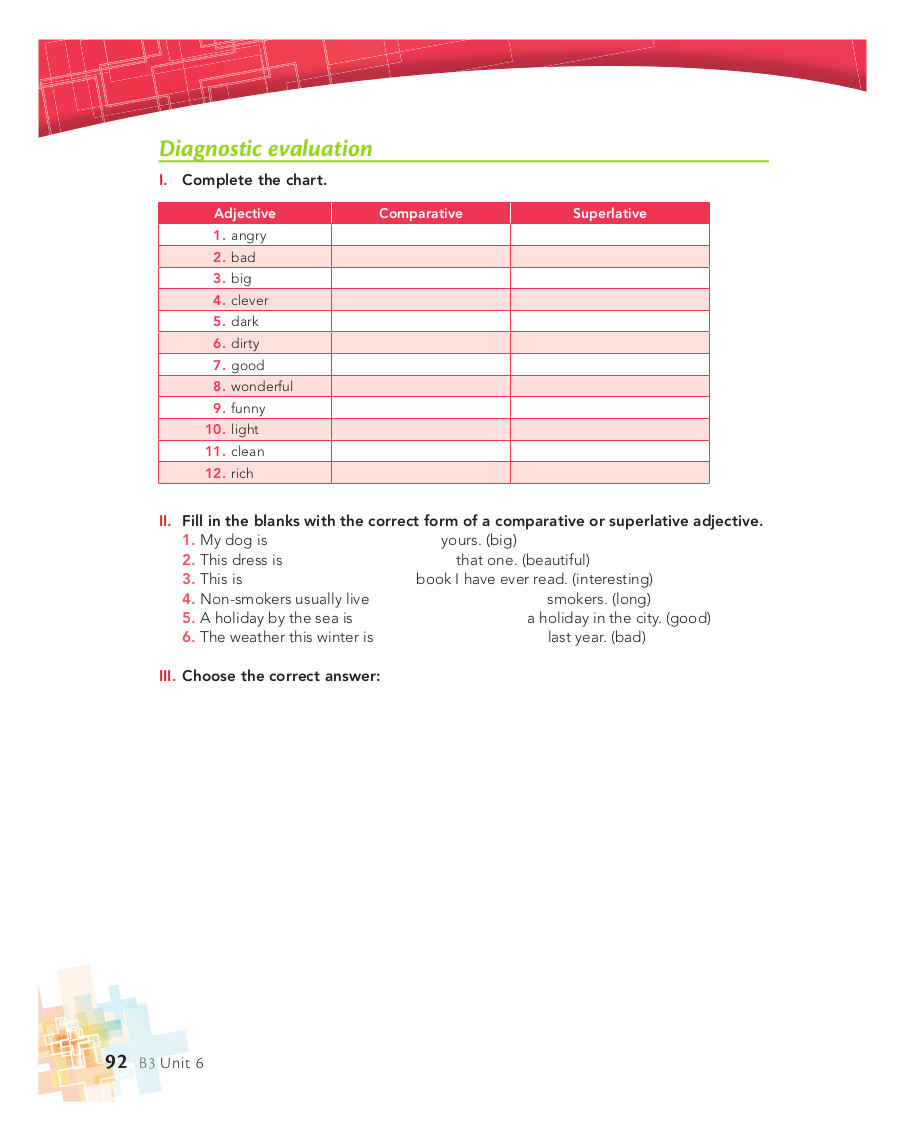 Diagnostic evaluation
I. Complete the chart.
Adjective Comparative Superlative
1. angry
2. bad
3. big
4. clever
5. dark
6. dirty
7. good
8. wonderful
9. funny
10. light
11. clean
12. rich
II. Fill in the blanks with the correct form of a comparative or superlative adjective.
1. My dog is yours. (big)
2. This dress is that one. (beautiful)
3. This is book I have ever read. (interesting)
4. Non-smokers usually live smokers. (long)
5. A holiday by the sea is a holiday in the city. (good)
6. The weather this winter is last year. (bad)
III. Choose the correct answer:
92 B3 Unit 6